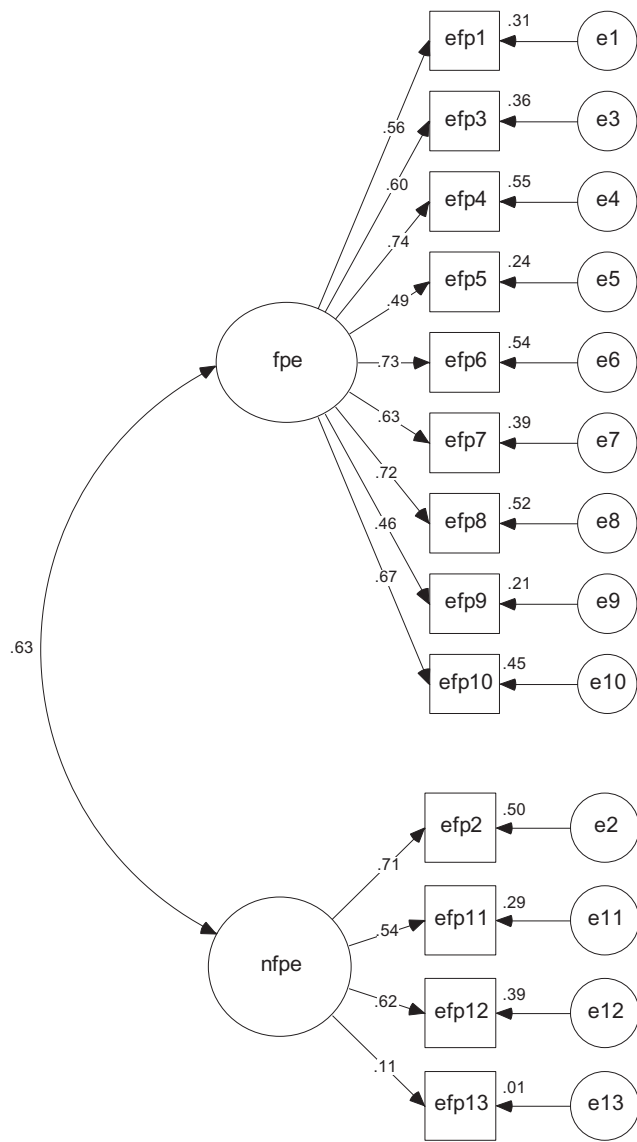 .31
efp1
e1
.56
.36
efp3
e3
.60
.55
efp4
e4
.74
.24
efp5
e5
.49
fpe
.54
efp6
e6
.73
.39
efp7
e7
.63
.52
efp8
e8
.72
.21
efp9
e9
.46
.45
efp10
e10
.67
.63
.50
efp2
e2
.71
.29
efp11
e11
.54
nfpe
.39
efp12
e12
.62
.01
efp13
e13
.11